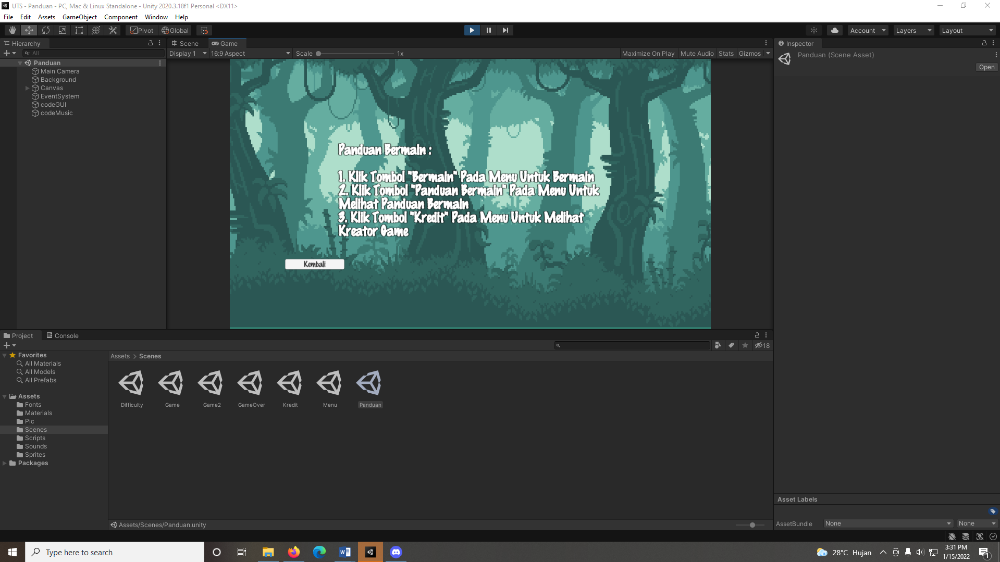 UTS - Panduan - PC, Mac & Linux Standalone - Unity 2020.3.18f1 Personal <DX11>
File Edit Assets GameObject Component Window Help
Pivot Global Account Layers Layout
Hierarchy Scene Game Inspector
All Display 1 16:9 Aspect Scale 1x Maximize On Play Mute Audio Stats Gizmos
Panduan (Scene Asset)
Open
Panduan
Main Camera
Background
Canvas
EventSystem
codeGUI
codeMusic
Panduan Bermain :
1. Klik Tombol "Bermain" Pada Menu Untuk Bermain
2. Klik Tombol "Panduan Bermain" Pada Menu Untuk
Melihat Panduan Bermain
3. Klik Tombol "Kredit" Pada Menu Untuk Melihat
Kreator Game
Kembali
Project Console
18
Favorites
All Materials
All Models
All Prefabs
Assets
Fonts
Materials
Pic
Scenes
Scripts
Sounds
Sprites
Packages
Assets > Scenes
Difficulty Game Game2 GameOver Kredit Menu Panduan
Assets/Scenes/Panduan.unity
Asset Labels
AssetBundle None None
Type here to search
28°C Hujan
3:31 PM
1/15/2022
1